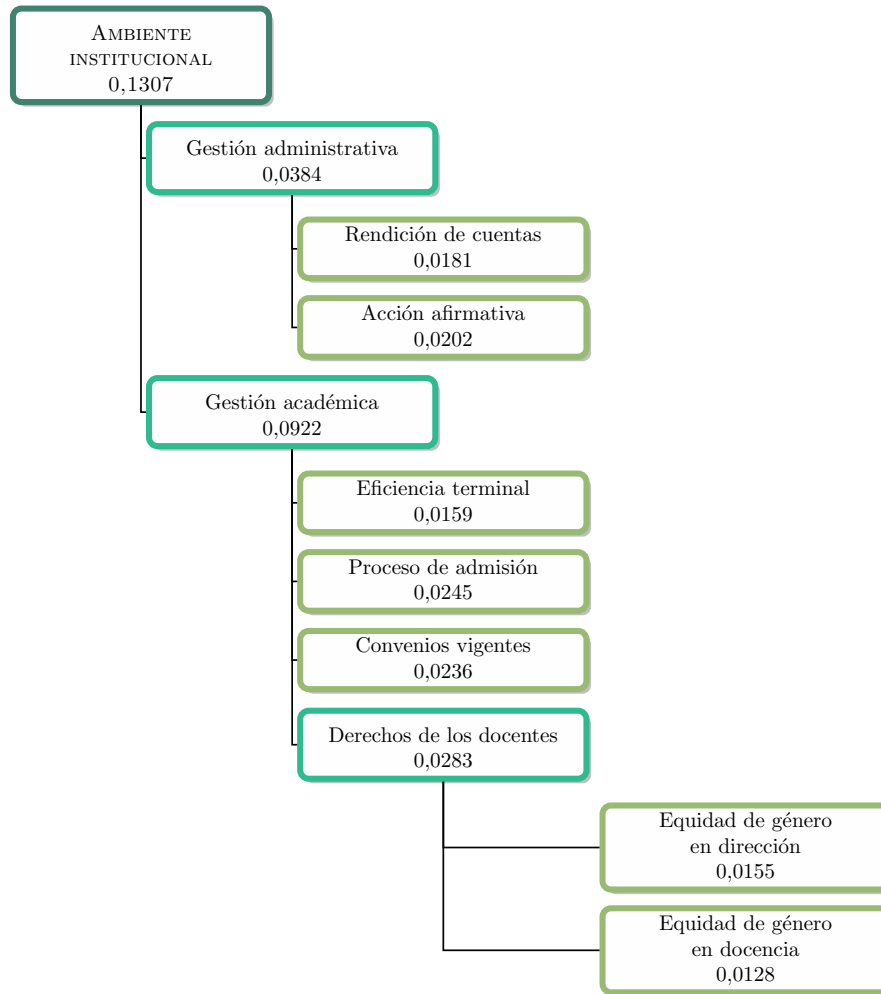 AMBIENTE
INSTITUCIONAL
0,1307
Gestión administrativa
0,0384
Rendición de cuentas
0,0181
Acción afirmativa
0,0202
Gestión académica
0,0922
Eficiencia terminal
0,0159
Proceso de admisión
0,0245
Convenios vigentes
0,0236
Derechos de los docentes
0,0283
Equidad de género
en dirección
0,0155
Equidad de género
en docencia
0,0128